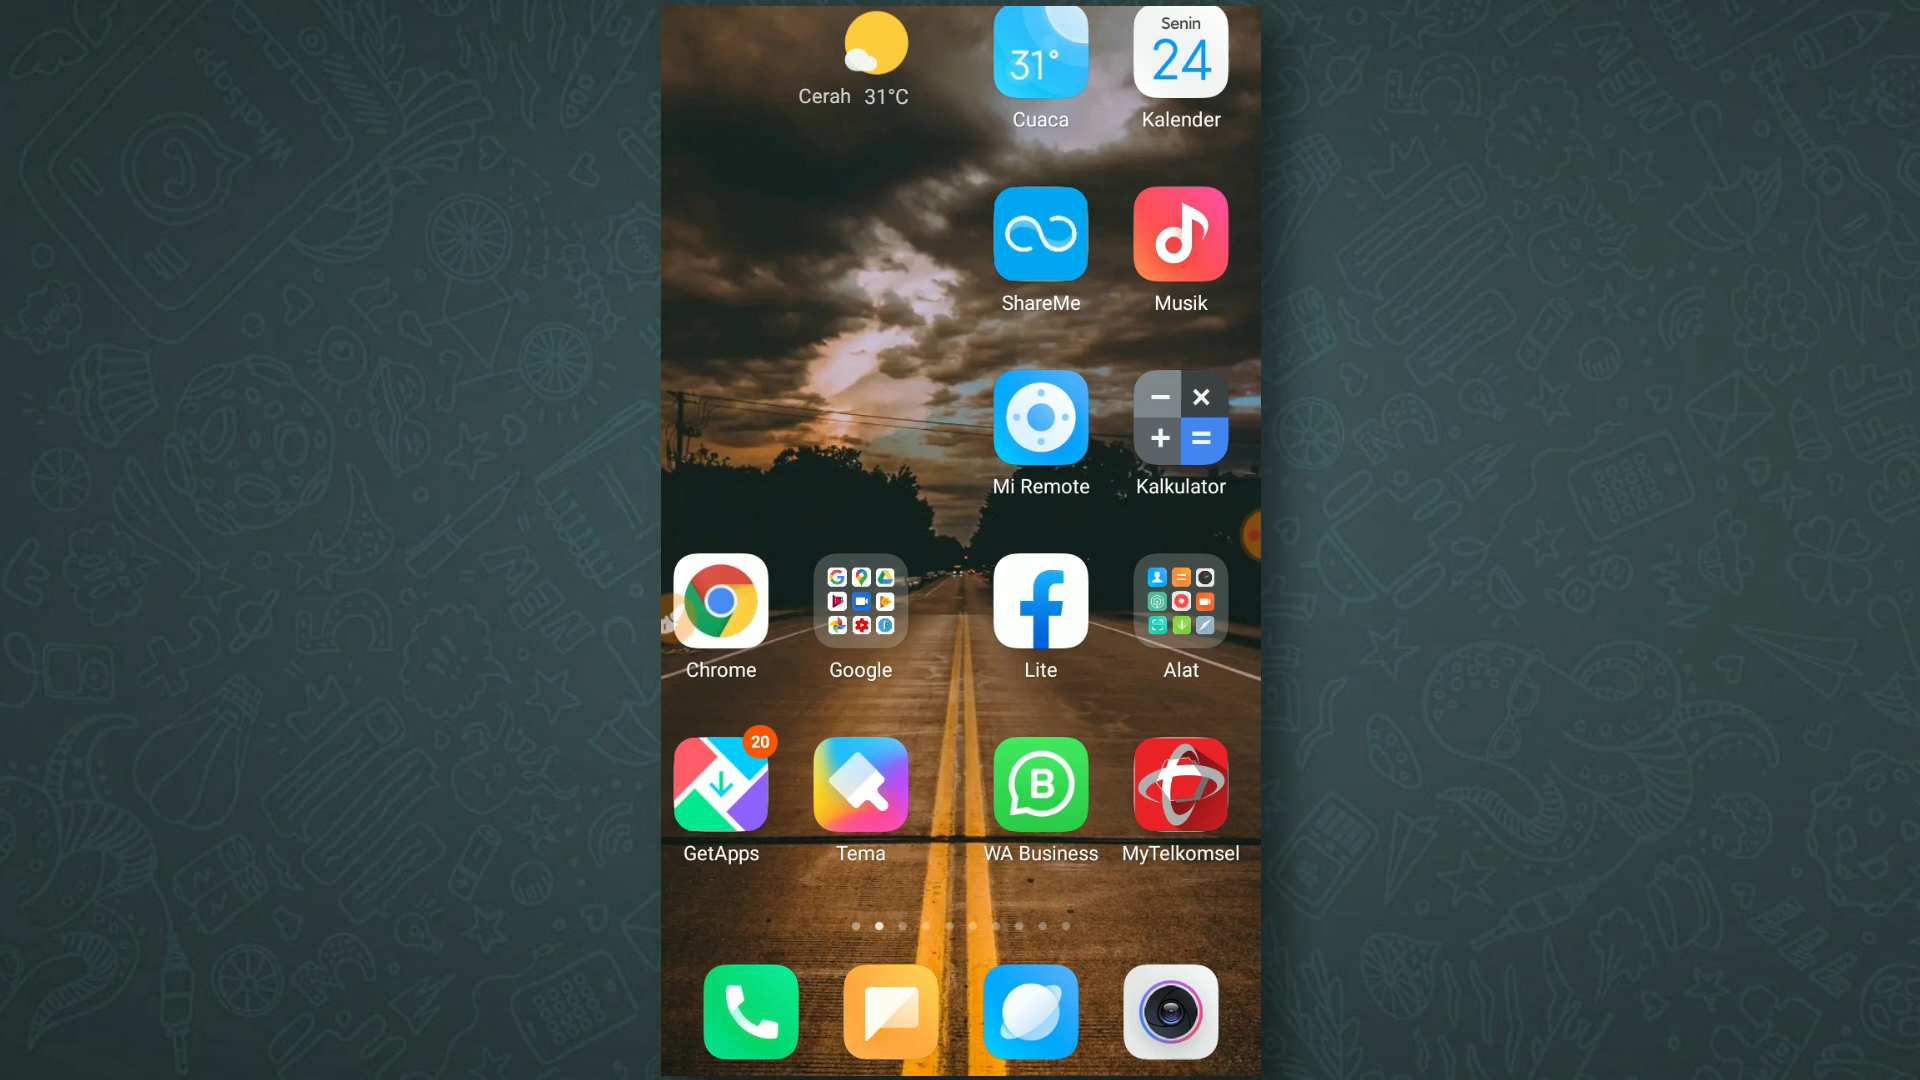 Senin
31°
24
Cerah 31°C
Cuaca
Kalender
ShareMe
Musik
Mi Remote
Kalkulator
Chrome
Google
Lite
Alat
20
B
GetApps
Tema
WA Business
MyTelkomsel